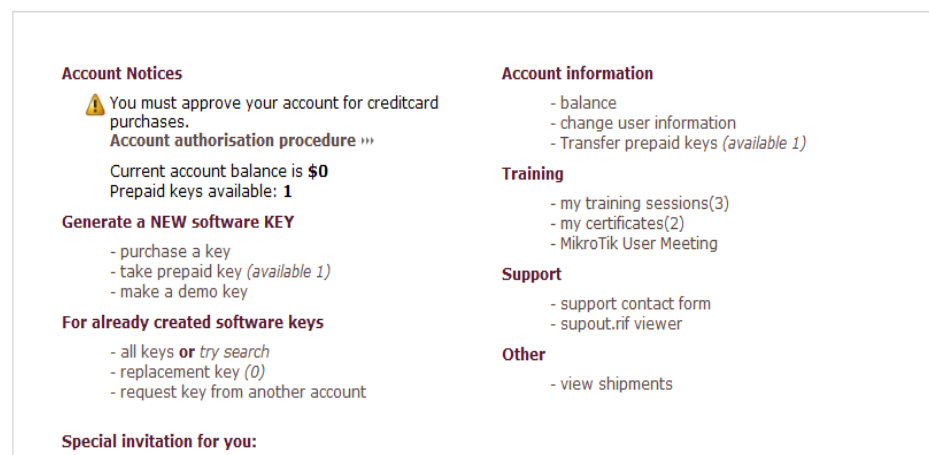 Account Notices
You must approve your account for creditcard
purchases.
Account authorisation procedure ›››
Current account balance is $0
Prepaid keys available: 1
Generate a NEW software KEY
- purchase a key
- take prepaid key (available 1)
- make a demo key
For already created software keys
- all keys or try search
- replacement key (0)
- request key from another account
Special invitation for you:
Account information
- balance
- change user information
- Transfer prepaid keys (available 1)
Training
- my training sessions(3)
- my certificates(2)
- MikroTik User Meeting
Support
- support contact form
- supout.rif viewer
Other
- view shipments